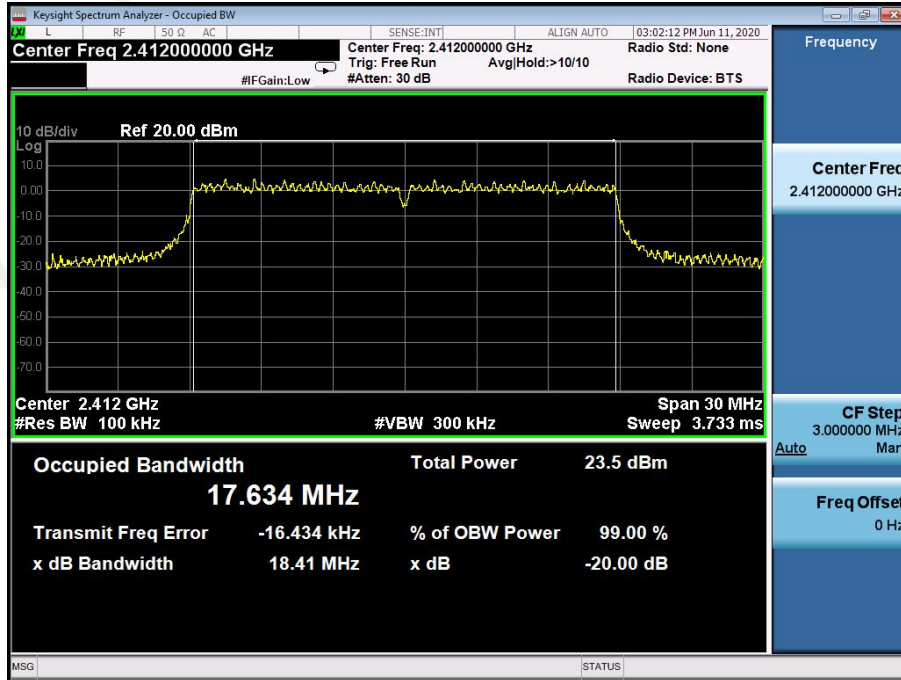 Keysight Spectrum Analyzer - Occupied BW
LXI L RF 50 Ω AC SENSE:INT ALIGN AUTO 03:02:12 PM Jun 11, 2020
Center Freq 2.412000000 GHz
Center Freq: 2.412000000 GHz Radio Std: None
Trig: Free Run Avg|Hold:>10/10
#IFGain:Low #Atten: 30 dB Radio Device: BTS
Frequency
10 dB/div Ref 20.00 dBm
Log
10.0
0.00
-10.0
-20.0
-30.0
-40.0
-50.0
-60.0
-70.0
Center 2.412 GHz Span 30 MHz
#Res BW 100 kHz #VBW 300 kHz Sweep 3.733 ms
Occupied Bandwidth Total Power 23.5 dBm
17.634 MHz
Transmit Freq Error -16.434 kHz % of OBW Power 99.00 %
x dB Bandwidth 18.41 MHz x dB -20.00 dB
Center Freq
2.412000000 GHz
CF Step
3.000000 MHz
Auto Man
Freq Offset
0 Hz
MSG STATUS